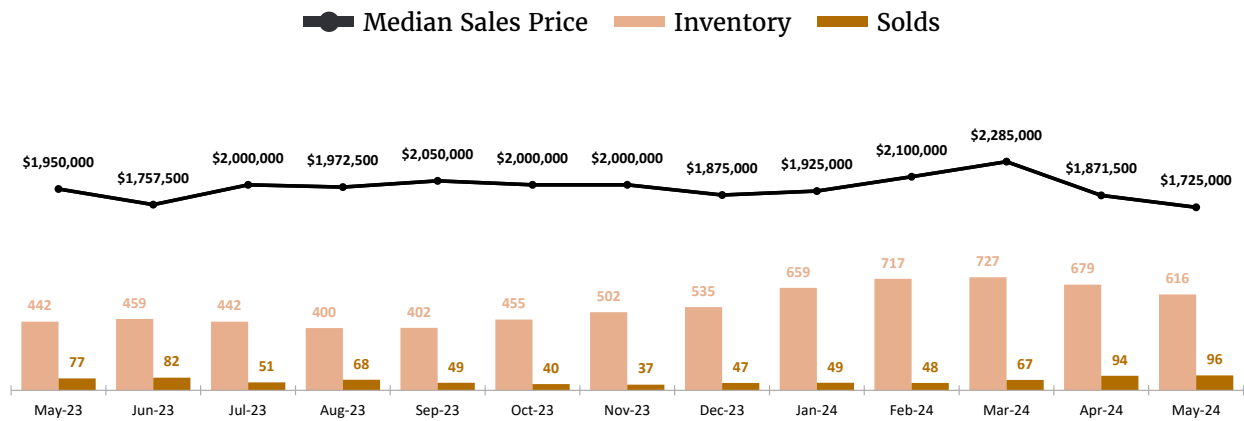 Median Sales Price Inventory Solds
$1,950,000 $1,757,500 $2,000,000 $1,972,500 $2,050,000 $2,000,000 $2,000,000 $1,875,000 $1,925,000 $2,100,000 $2,285,000 $1,871,500 $1,725,000
442 459 442 400 402 455 502 535 659 717 727 679 616
77 82 51 68 49 40 37 47 49 48 67 94 96
May-23 Jun-23 Jul-23 Aug-23 Sep-23 Oct-23 Nov-23 Dec-23 Jan-24 Feb-24 Mar-24 Apr-24 May-24